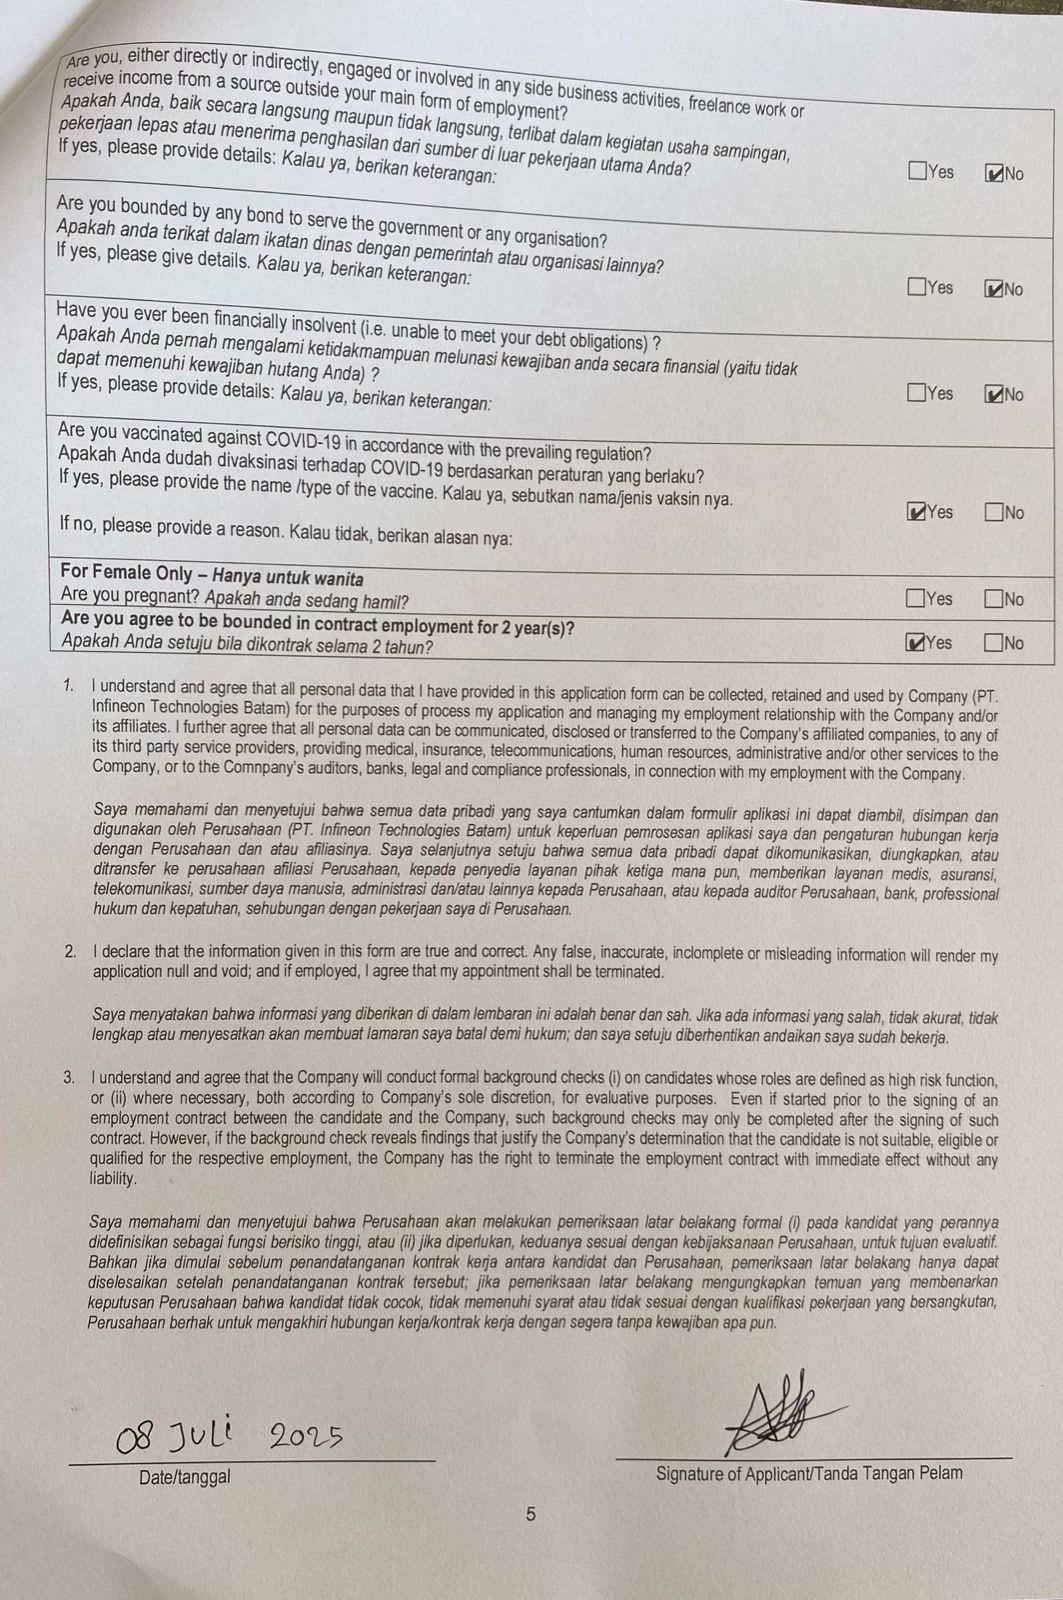 Are you, either directly or indirectly, engaged or involved in any side business activities, freelance work or
receive income from a source outside your main form of employment?
Apakah Anda, baik secara langsung maupun tidak langsung, terlibat dalam kegiatan usaha sampingan,
pekerjaan lepas atau menerima penghasilan dari sumber di luar pekerjaan utama Anda?
If yes, please provide details: Kalau ya, berikan keterangan:
☐Yes ☑No
Are you bounded by any bond to serve the government or any organisation?
Apakah anda terikat dalam ikatan dinas dengan pemerintah atau organisasi lainnya?
If yes, please give details. Kalau ya, berikan keterangan:
☐Yes ☑No
Have you ever been financially insolvent (i.e. unable to meet your debt obligations) ?
Apakah Anda pernah mengalami ketidakmampuan melunasi kewajiban anda secara finansial (yaitu tidak
dapat memenuhi kewajiban hutang Anda) ?
If yes, please provide details: Kalau ya, berikan keterangan:
☐Yes ☑No
Are you vaccinated against COVID-19 in accordance with the prevailing regulation?
Apakah Anda dudah divaksinasi terhadap COVID-19 berdasarkan peraturan yang berlaku?
If yes, please provide the name /type of the vaccine. Kalau ya, sebutkan nama/jenis vaksin nya.
☑Yes ☐No
If no, please provide a reason. Kalau tidak, berikan alasan nya:
For Female Only – Hanya untuk wanita
Are you pregnant? Apakah anda sedang hamil?
☐Yes ☐No
Are you agree to be bounded in contract employment for 2 year(s)?
Apakah Anda setuju bila dikontrak selama 2 tahun?
☑Yes ☐No
1. I understand and agree that all personal data that I have provided in this application form can be collected, retained and used by Company (PT.
Infineon Technologies Batam) for the purposes of process my application and managing my employment relationship with the Company and/or
its affiliates. I further agree that all personal data can be communicated, disclosed or transferred to the Company's affiliated companies, to any of
its third party service providers, providing medical, insurance, telecommunications, human resources, administrative and/or other services to the
Company, or to the Comnpany's auditors, banks, legal and compliance professionals, in connection with my employment with the Company.
Saya memahami dan menyetujui bahwa semua data pribadi yang saya cantumkan dalam formulir aplikasi ini dapat diambil, disimpan dan
digunakan oleh Perusahaan (PT. Infineon Technologies Batam) untuk keperluan pemrosesan aplikasi saya dan pengaturan hubungan kerja
dengan Perusahaan dan atau afiliasinya. Saya selanjutnya setuju bahwa semua data pribadi dapat dikomunikasikan, diungkapkan, atau
ditransfer ke perusahaan afiliasi Perusahaan, kepada penyedia layanan pihak ketiga mana pun, memberikan layanan medis, asuransi,
telekomunikasi, sumber daya manusia, administrasi dan/atau lainnya kepada Perusahaan, atau kepada auditor Perusahaan, bank, professional
hukum dan kepatuhan, sehubungan dengan pekerjaan saya di Perusahaan.
2. I declare that the information given in this form are true and correct. Any false, inaccurate, inclomplete or misleading information will render my
application null and void; and if employed, I agree that my appointment shall be terminated.
Saya menyatakan bahwa informasi yang diberikan di dalam lembaran ini adalah benar dan sah. Jika ada informasi yang salah, tidak akurat, tidak
lengkap atau menyesatkan akan membuat lamaran saya batal demi hukum; dan saya setuju diberhentikan andaikan saya sudah bekerja.
3. I understand and agree that the Company will conduct formal background checks (i) on candidates whose roles are defined as high risk function,
or (ii) where necessary, both according to Company's sole discretion, for evaluative purposes. Even if started prior to the signing of an
employment contract between the candidate and the Company, such background checks may only be completed after the signing of such
contract. However, if the background check reveals findings that justify the Company's determination that the candidate is not suitable, eligible or
qualified for the respective employment, the Company has the right to terminate the employment contract with immediate effect without any
liability.
Saya memahami dan menyetujui bahwa Perusahaan akan melakukan pemeriksaan latar belakang formal (i) pada kandidat yang perannya
didefinisikan sebagai fungsi berisiko tinggi, atau (ii) jika diperlukan, keduanya sesuai dengan kebijaksanaan Perusahaan, untuk tujuan evaluatif.
Bahkan jika dimulai sebelum penandatanganan kontrak kerja antara kandidat dan Perusahaan, pemeriksaan latar belakang hanya dapat
diselesaikan setelah penandatanganan kontrak tersebut; jika pemeriksaan latar belakang mengungkapkan temuan yang membenarkan
keputusan Perusahaan bahwa kandidat tidak cocok, tidak memenuhi syarat atau tidak sesuai dengan kualifikasi pekerjaan yang bersangkutan,
Perusahaan berhak untuk mengakhiri hubungan kerja/kontrak kerja dengan segera tanpa kewajiban apa pun.
08 JULi 2025
Date/tanggal
Signature of Applicant/Tanda Tangan Pelam
5